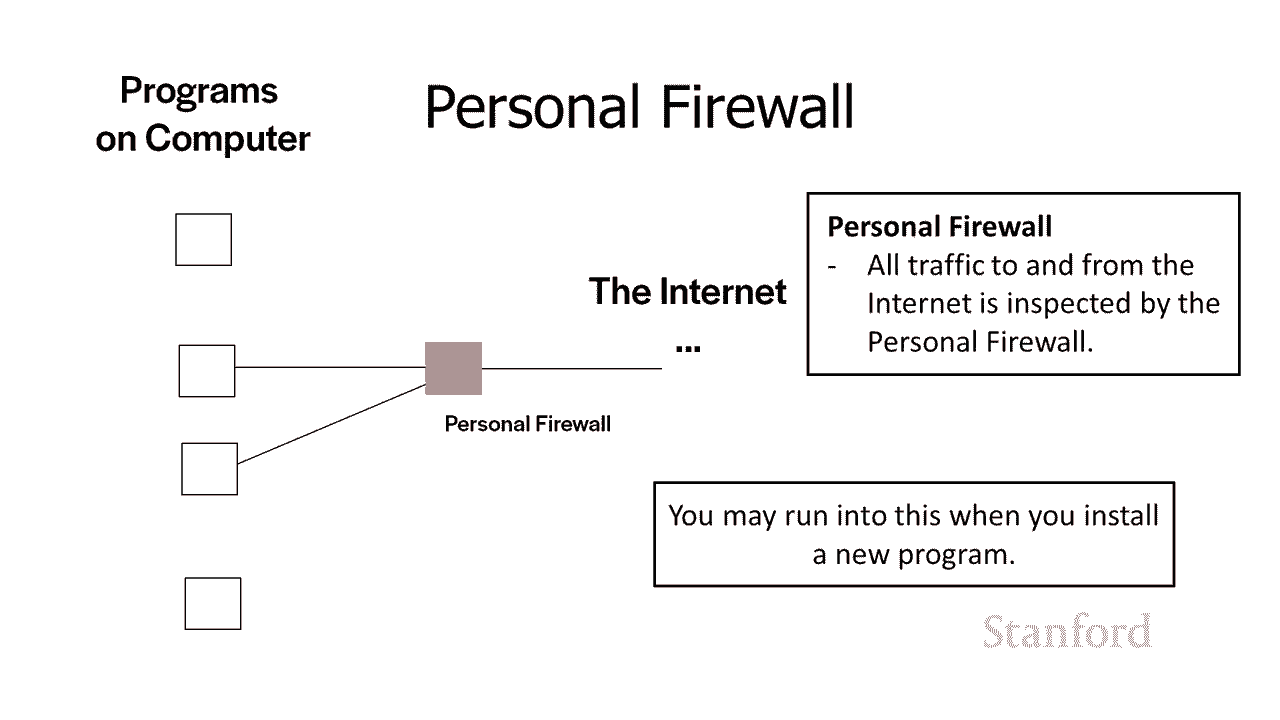 Programs
on Computer
Personal Firewall
The Internet
...
Personal Firewall
Personal Firewall
- All traffic to and from the
Internet is inspected by the
Personal Firewall.
You may run into this when you install
a new program.
Stanford